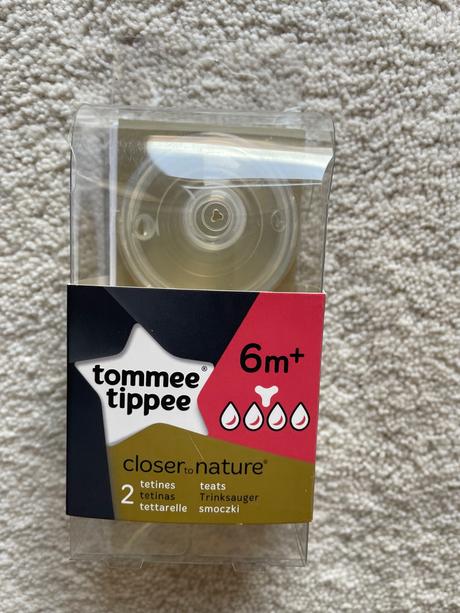 6m+
tommee®
tippee
closer to nature®
2
tetines teats
tetinas Trinksauger
tettarelle smoczki